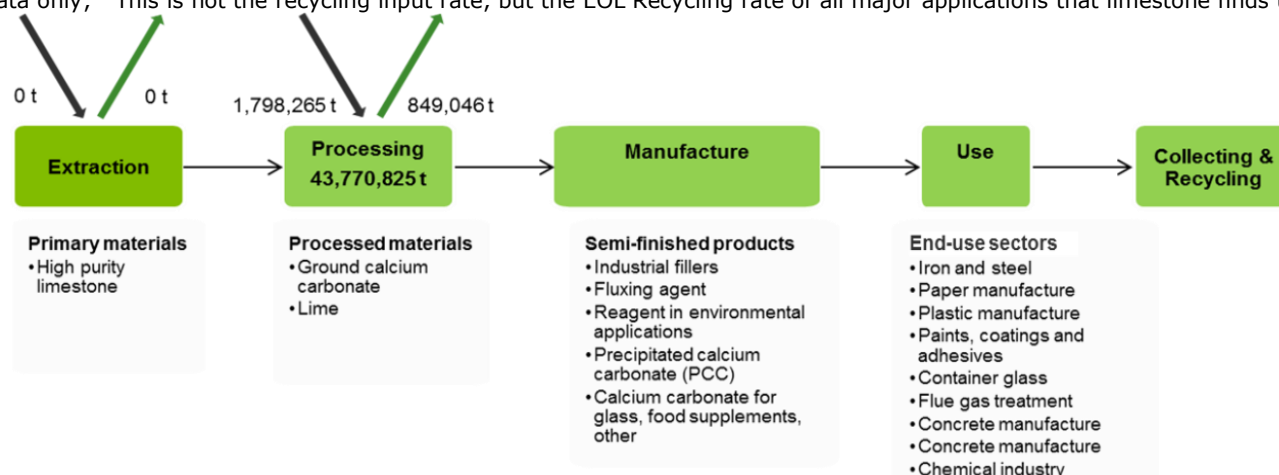 only; This is not the recycling input rate, but the EOL Recycling rate of all major applications that limestone finds
0 t
0 t
1,798,265 t
849,046 t
Extraction
Processing
43,770,825 t
Manufacture
Use
Collecting &
Recycling
Primary materials
•High purity
limestone
Processed materials
•Ground calcium
carbonate
•Lime
Semi-finished products
•Industrial fillers
•Fluxing agent
•Reagent in environmental
applications
•Precipitated calcium
carbonate (PCC)
•Calcium carbonate for
glass, food supplements,
other
End-use sectors
•Iron and steel
•Paper manufacture
•Plastic manufacture
•Paints, coatings and
adhesives
•Container glass
•Flue gas treatment
•Concrete manufacture
•Concrete manufacture
•Chemical industry